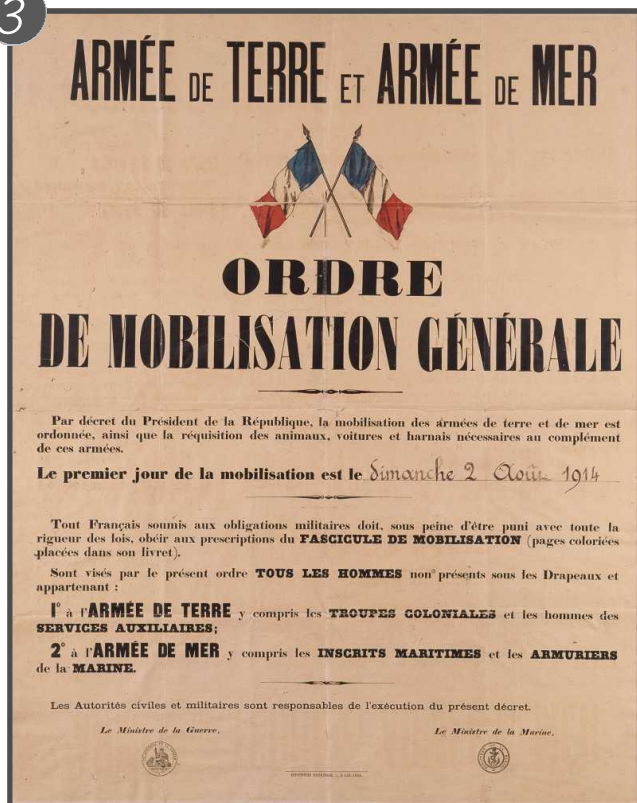 3
ARMÉE DE TERRE ET ARMÉE DE MER
ORDRE
DE MOBILISATION GÉNÉRALE
Par décret du Président de la République, la mobilisation des armées de terre et de mer est
ordonnée, ainsi que la réquisition des animaux, voitures et harnais nécessaires au complément
de ces armées.
Le premier jour de la mobilisation est le Dimanche 2 Août 1914
Tout Français soumis aux obligations militaires doit, sous peine d'être puni avec toute la
rigueur des lois, obéir aux prescriptions du FASCICULE DE MOBILISATION (pages coloriées
placées dans son livret).
Sont visés par le présent ordre TOUS LES HOMMES non présents sous les Drapeaux et
appartenant :
1° à l'ARMÉE DE TERRE y compris les TROUPES COLONIALES et les hommes des
SERVICES AUXILIAIRES;
2° à l'ARMÉE DE MER y compris les INSCRITS MARITIMES et les ARMURIERS
de la MARINE.
Les Autorités civiles et militaires sont responsables de l'exécution du présent décret.
Le Ministre de la Guerre, Le Ministre de la Marine,